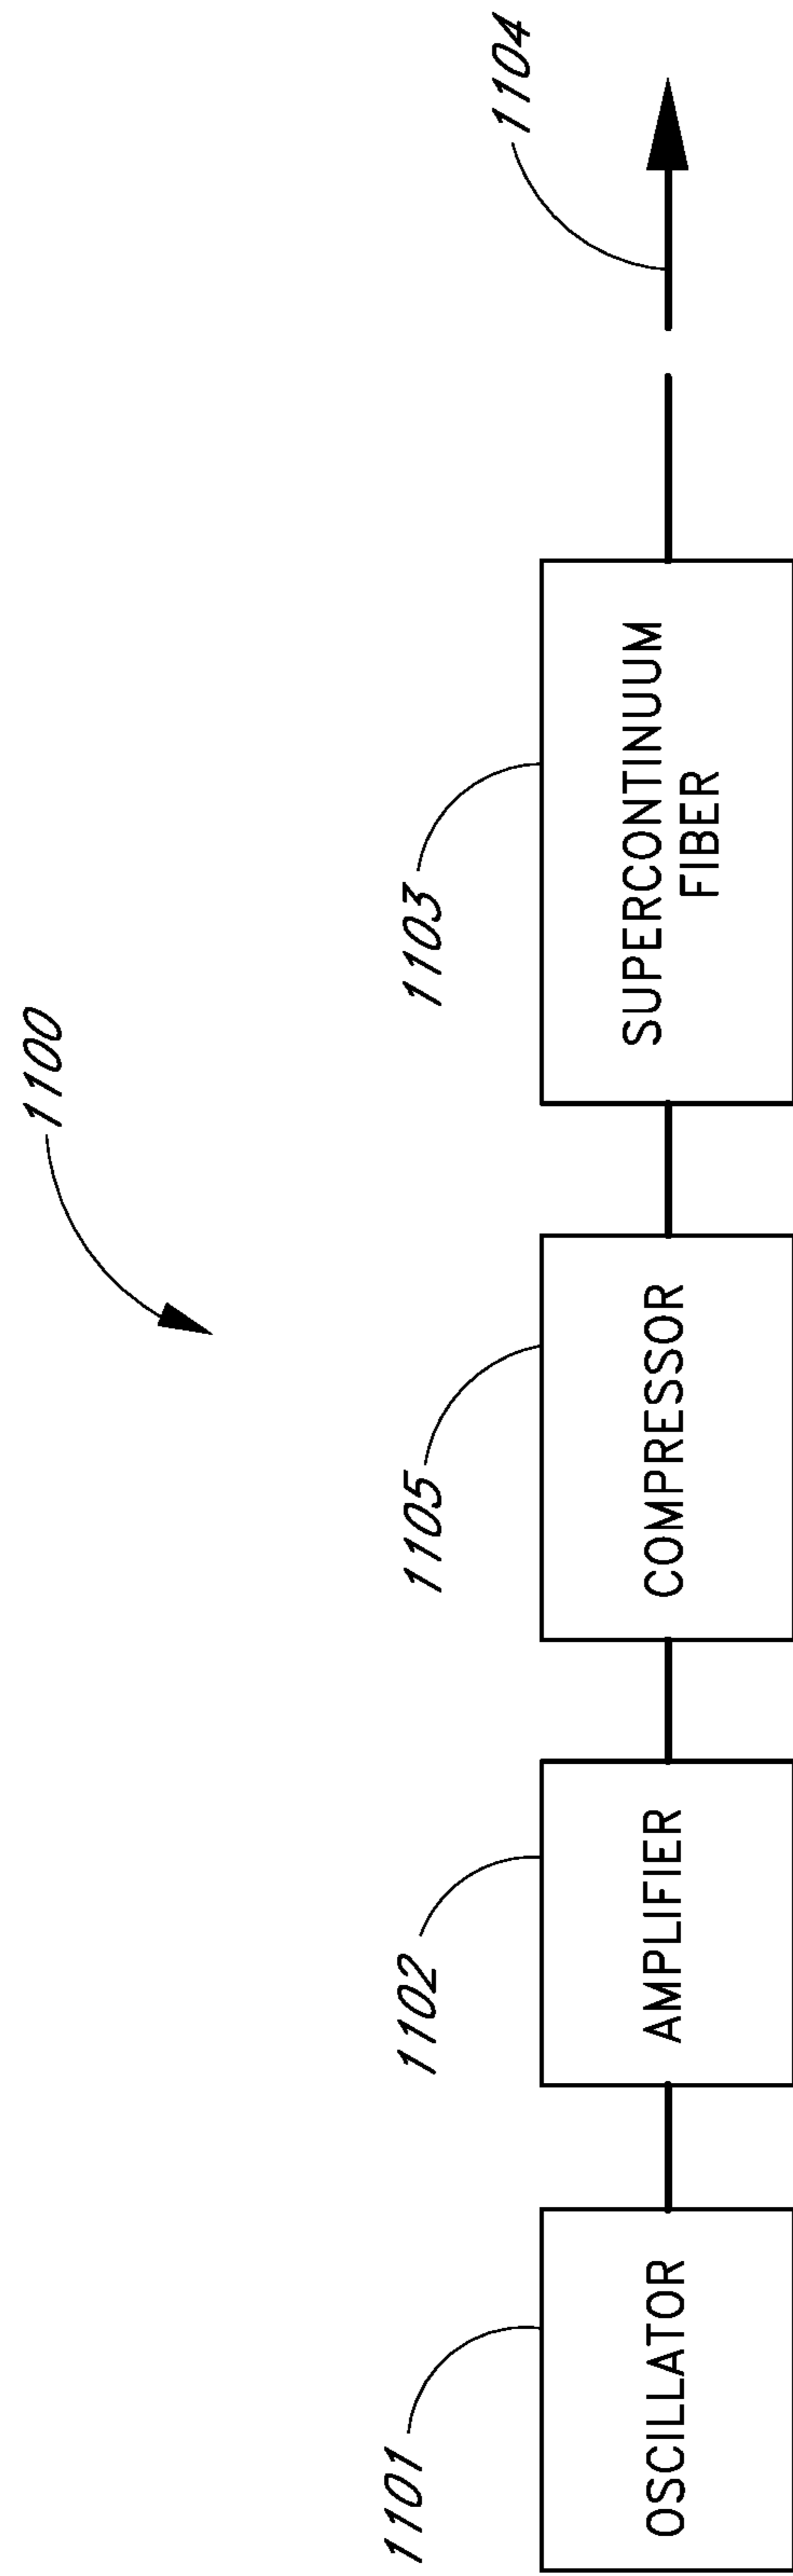 1100
1101
1102
1105
1103
1104
OSCILLATOR
AMPLIFIER
COMPRESSOR
SUPERCONTINUUM
FIBER